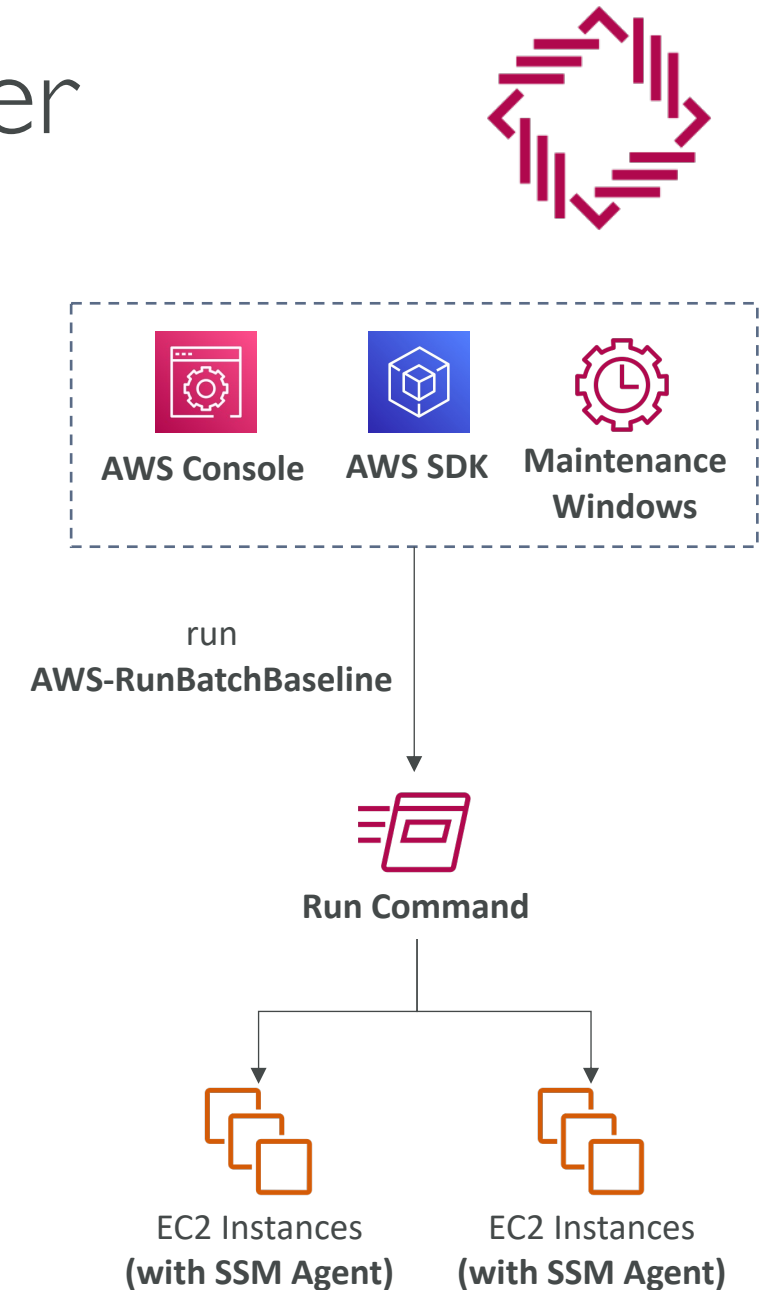 er
AWS Console
AWS SDK
Maintenance
Windows
run
AWS-RunBatchBaseline
Run Command
EC2 Instances
(with SSM Agent)
EC2 Instances
(with SSM Agent)